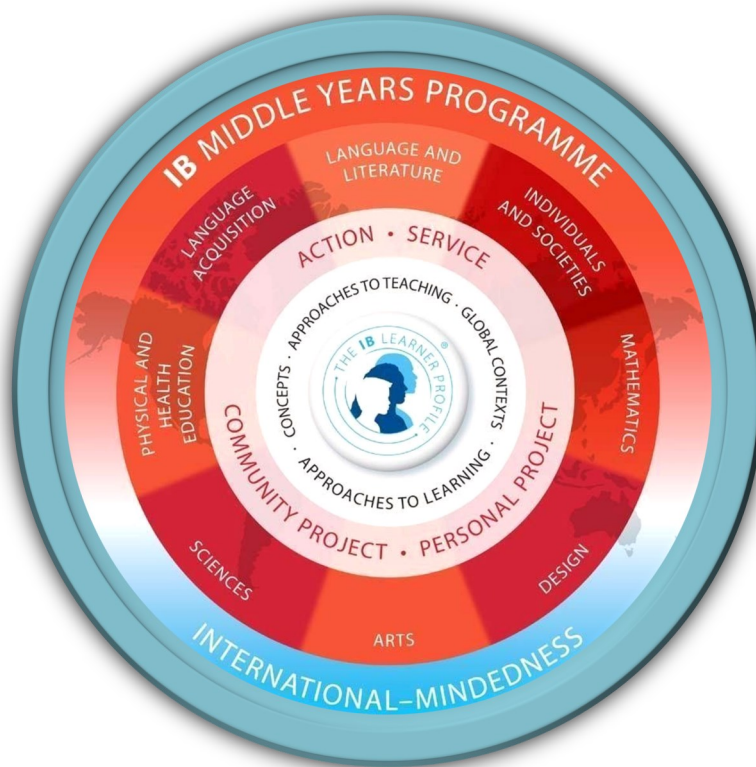 IB MIDDLE YEARS PROGRAMME
LANGUAGE AND
LITERATURE
INDIVIDUALS
AND SOCIETIES
MATHEMATICS
DESIGN
ARTS
SCIENCES
PHYSICAL AND
HEALTH
EDUCATION
LANGUAGE
ACQUISITION
ACTION • SERVICE
COMMUNITY PROJECT • PERSONAL PROJECT
APPROACHES TO TEACHING · GLOBAL CONTEXTS · APPROACHES TO LEARNING · CONCEPTS ·
THE IB LEARNER PROFILE ®
INTERNATIONAL–MINDEDNESS